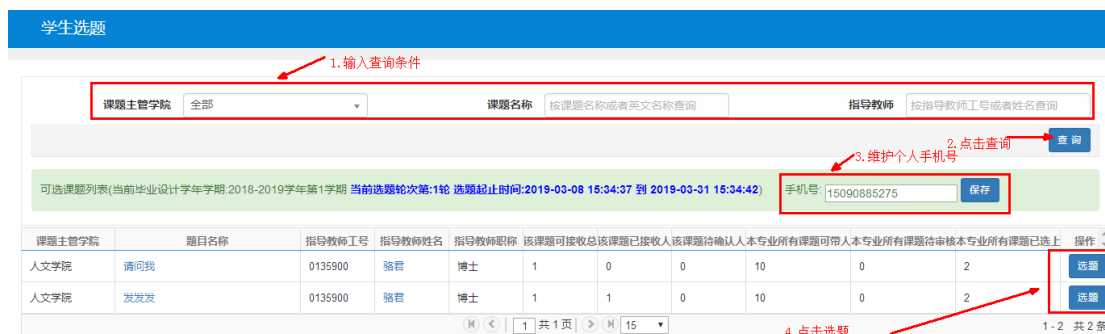 学生选题
1.输入查询条件
课题主管学院 全部 课题名称 按课题名称或者英文名称查询 指导教师 按指导教师工号或者姓名查询
2.点击查询 查 询
3.维护个人手机号
可选课题列表(当前毕业设计学年学期:2018-2019学年第1学期 当前选题轮次第:1轮 选题起止时间:2019-03-08 15:34:37 到 2019-03-31 15:34:42) 手机号: 15090885275 保存
课题主管学院 题目名称 指导教师工号 指导教师姓名 指导教师职称 该课题可接收总 该课题已接收人 该课题待确认人 本专业所有课题可带人 本专业所有课题待审核 本专业所有课题已选上 操作
人文学院 请问我 0135900 骆君 博士 1 0 0 10 0 2 选题
人文学院 发发发 0135900 骆君 博士 1 1 0 10 0 2 选题
1 共 1 页 15 1 - 2 共 2 条
4.点击选题